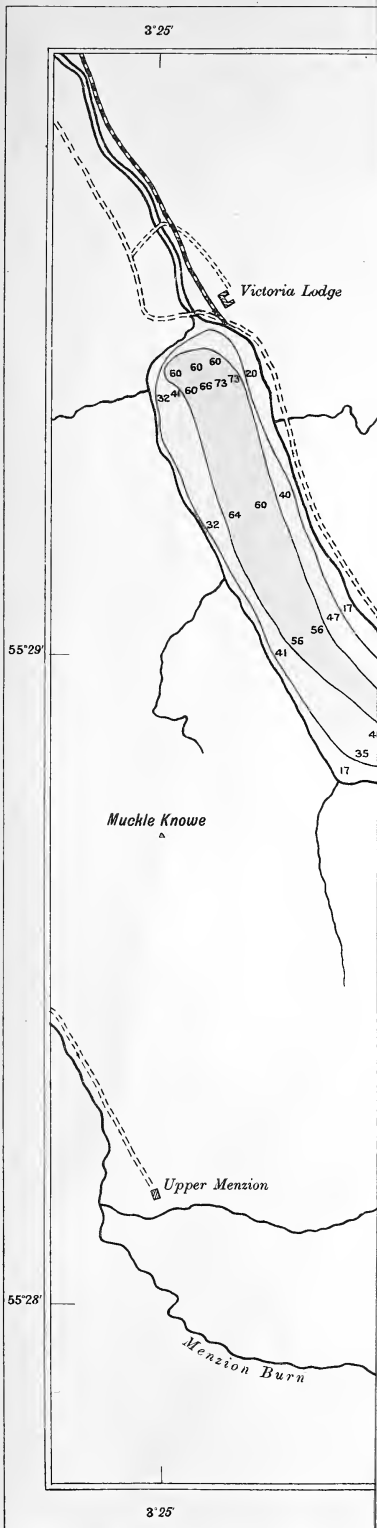 3°25'
Victoria Lodge
60 60 60
32 41 60 66 73 73 20
64 60 40
32
17
47
56 56
41
55°29'
35
17
Muckle Knowe
Upper Menzion
55°28'
Menzion Burn
3°25'